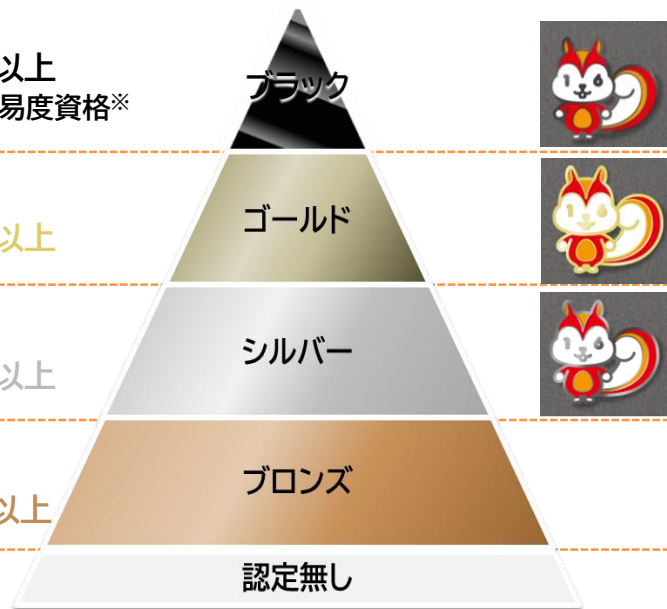 以上
易度資格※
ブラック
以上
ゴールド
以上
シルバー
以上
ブロンズ
認定無し